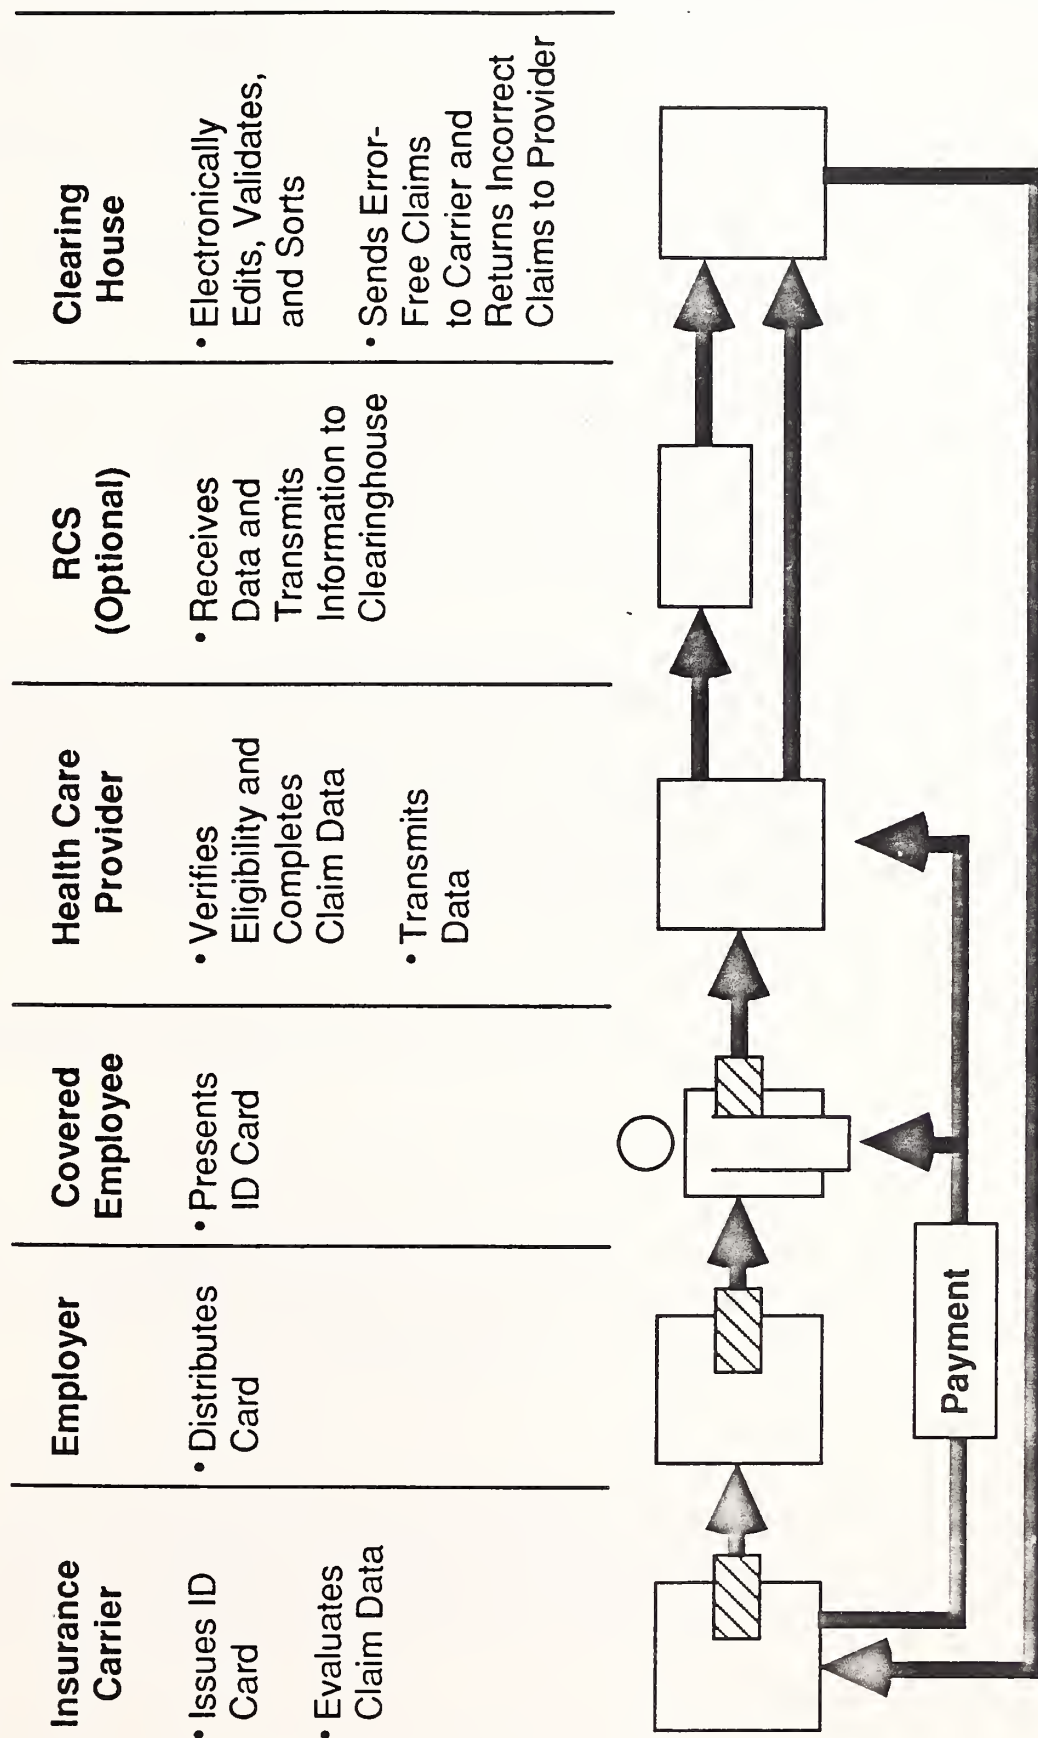 Insurance
Carrier
• Issues ID
Card
• Evaluates
Claim Data
Employer
• Distributes
Card
Covered
Employee
• Presents
ID Card
Health Care
Provider
• Verifies
Eligibility and
Completes
Claim Data
• Transmits
Data
RCS
(Optional)
• Receives
Data and
Transmits
Information to
Clearinghouse
Clearing
House
• Electronically
Edits, Validates,
and Sorts
• Sends Error-
Free Claims
to Carrier and
Returns Incorrect
Claims to Provider
Payment